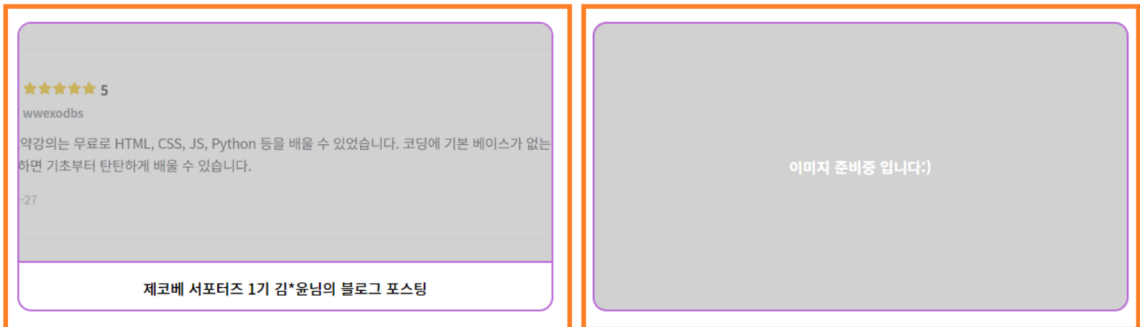 ★★★★★ 5
wwexodbs
약강의는 무료로 HTML, CSS, JS, Python 등을 배울 수 있었습니다. 코딩에 기본 베이스가 없는
하면 기초부터 탄탄하게 배울 수 있습니다.
-27
제코베 서포터즈 1기 김*윤님의 블로그 포스팅
이미지 준비중 입니다:)